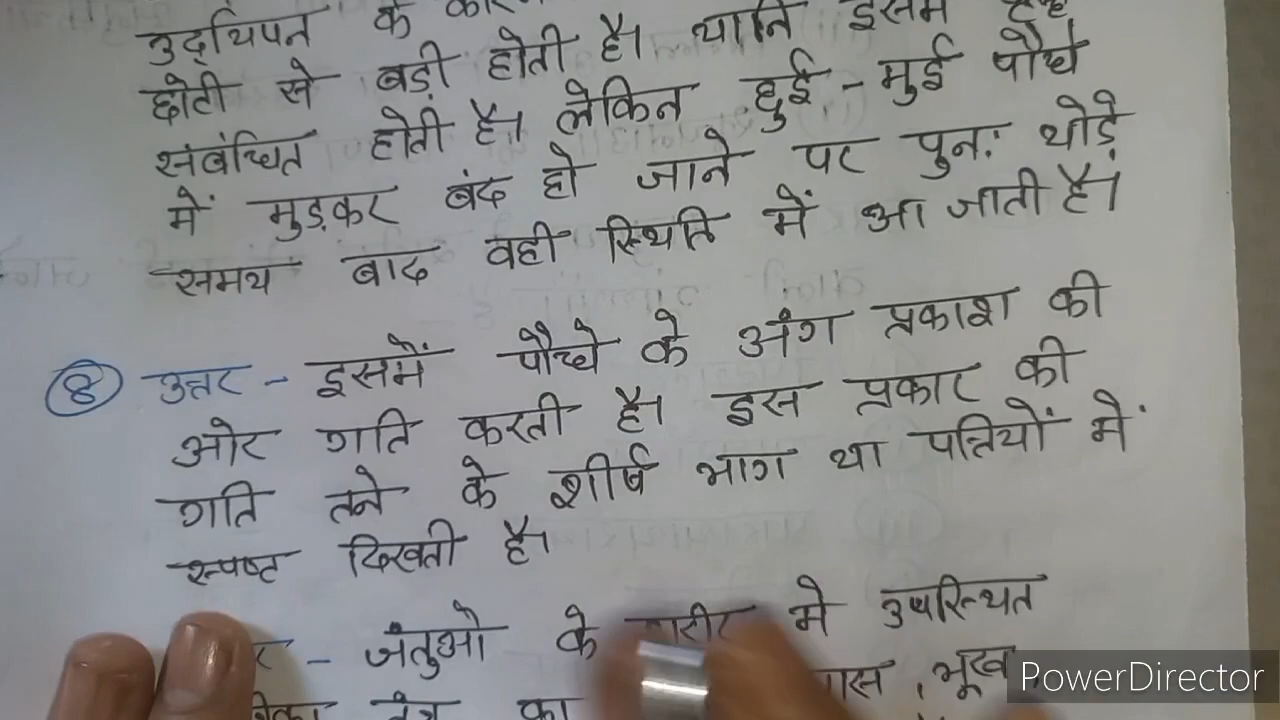 उद्यिपन के
छोटी से बड़ी होती है। यानि इसमे
संबंधित होती है। लेकिन छुई - मुई पौधे
में मुड़कर बंद हो जाने पर पुनः थोड़े
समय बाद वही स्थिति में आ जाती है।
8 उत्तर - इसमें पौधे के अंग प्रकाश की
ओर गति करती है। इस प्रकार की
गति तने के शीर्ष भाग या पत्तियों में
स्पष्ट दिखती है।
- जंतुओ के शरीर मे उपस्थित
तंत्र का , भूख
PowerDirector